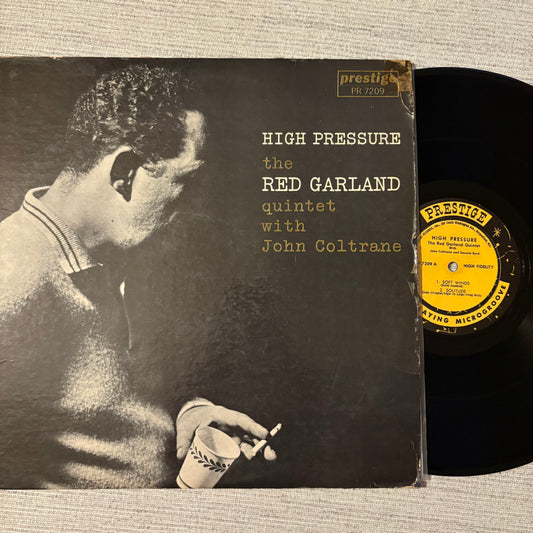 prestige
PR 7209
HIGH PRESSURE
the
RED GARLAND
quintet
with
John Coltrane
PRESTIGE
HIGH PRESSURE
The Red Garland Quintet
With
John Coltrane and Donald Byrd
7209 A
HIGH FIDELITY
1. SOFT WINDS
2. SOLITUDE
PLAYING MICROGROOVE